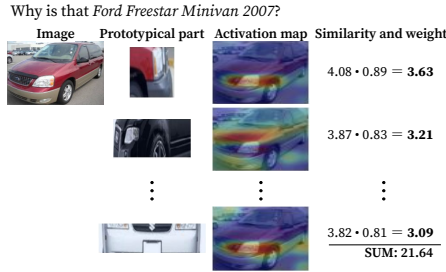 Why is that Ford Freestar Minivan 2007?
Image Prototypical part Activation map Similarity and weight
4.08 • 0.89 = 3.63
3.87 • 0.83 = 3.21
3.82 • 0.81 = 3.09
SUM: 21.64